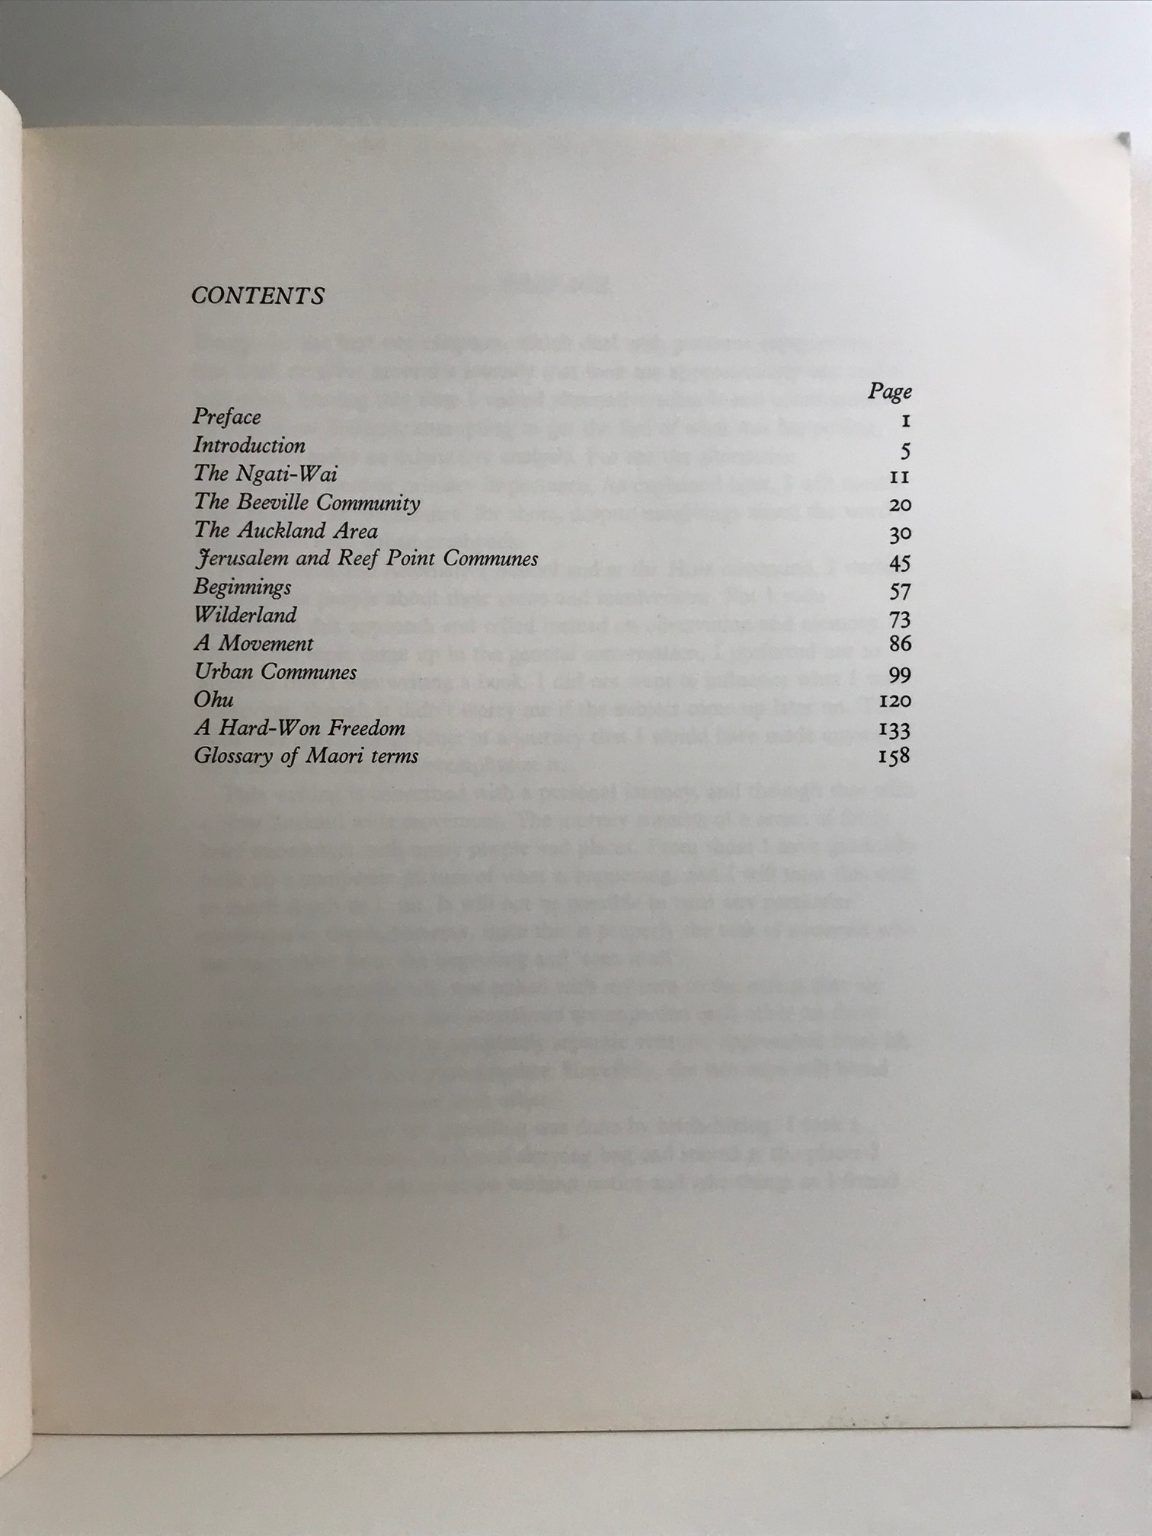 CONTENTS
Page
Preface 1
Introduction 5
The Ngati-Wai 11
The Beeville Community 20
The Auckland Area 30
Jerusalem and Reef Point Communes 45
Beginnings 57
Wilderland 73
A Movement 86
Urban Communes 99
Ohu 120
A Hard-Won Freedom 133
Glossary of Maori terms 158